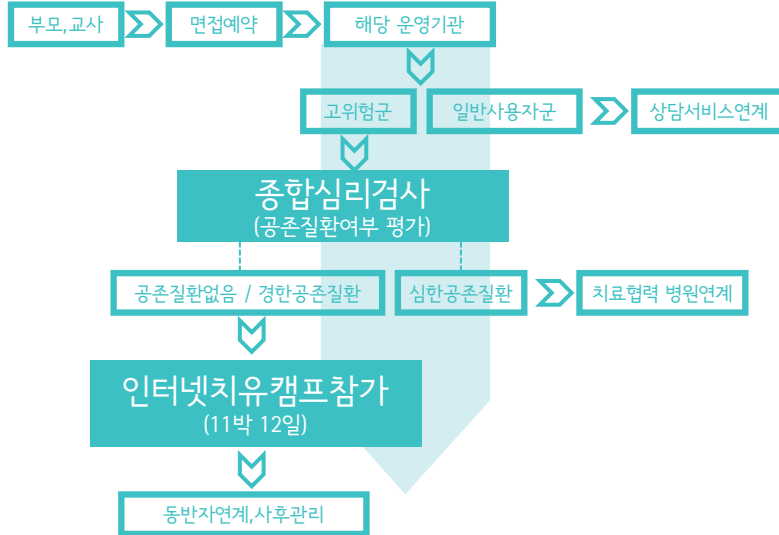 부모,교사
면접예약
해당 운영기관
고위험군
일반사용자군
상담서비스연계
종합심리검사
(공존질환여부 평가)
공존질환없음 / 경한공존질환
심한공존질환
치료협력 병원연계
인터넷치유캠프참가
(11박 12일)
동반자연계,사후관리